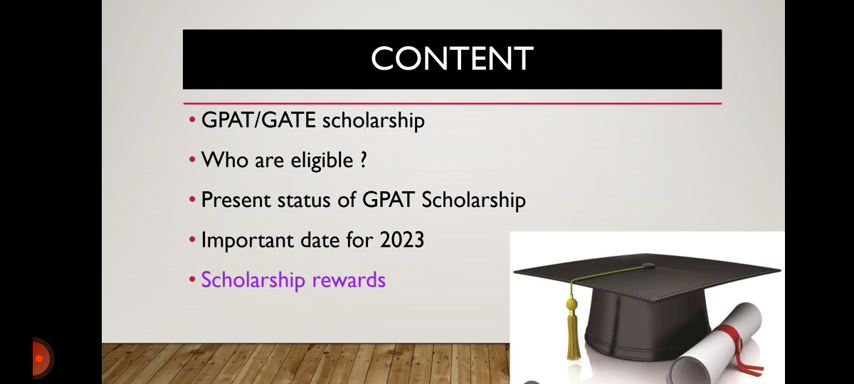 CONTENT
• GPAT/GATE scholarship
• Who are eligible ?
• Present status of GPAT Scholarship
• Important date for 2023
• Scholarship rewards